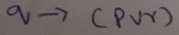 q → (p ∨ r)